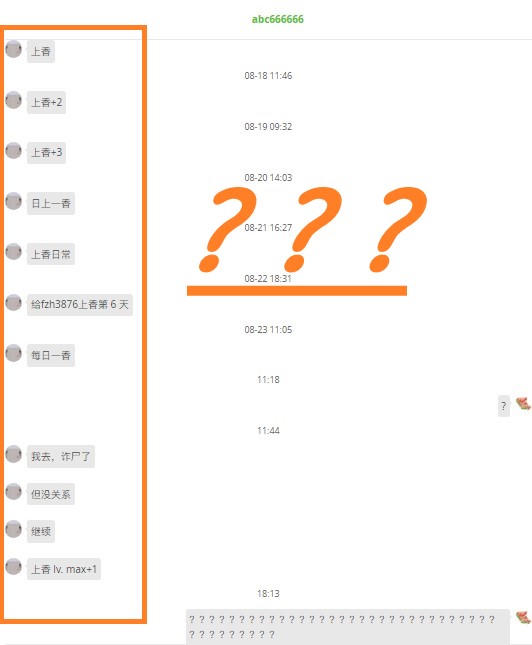 abc666666
上香
08-18 11:46
上香+2
08-19 09:32
上香+3
08-20 14:03
日上一香
08-21 16:27
上香日常
08-22 18:31
给fzh3876上香第 6 天
08-23 11:05
每日一香
11:18
?
11:44
我去，诈尸了
但没关系
继续
上香 lv. max+1
18:13
? ? ? ? ? ? ? ? ? ? ? ? ? ? ? ? ? ? ? ? ? ? ? ? ? ? ? ? ? ? ?
? ? ? ? ? ? ? ? ?
? ? ?